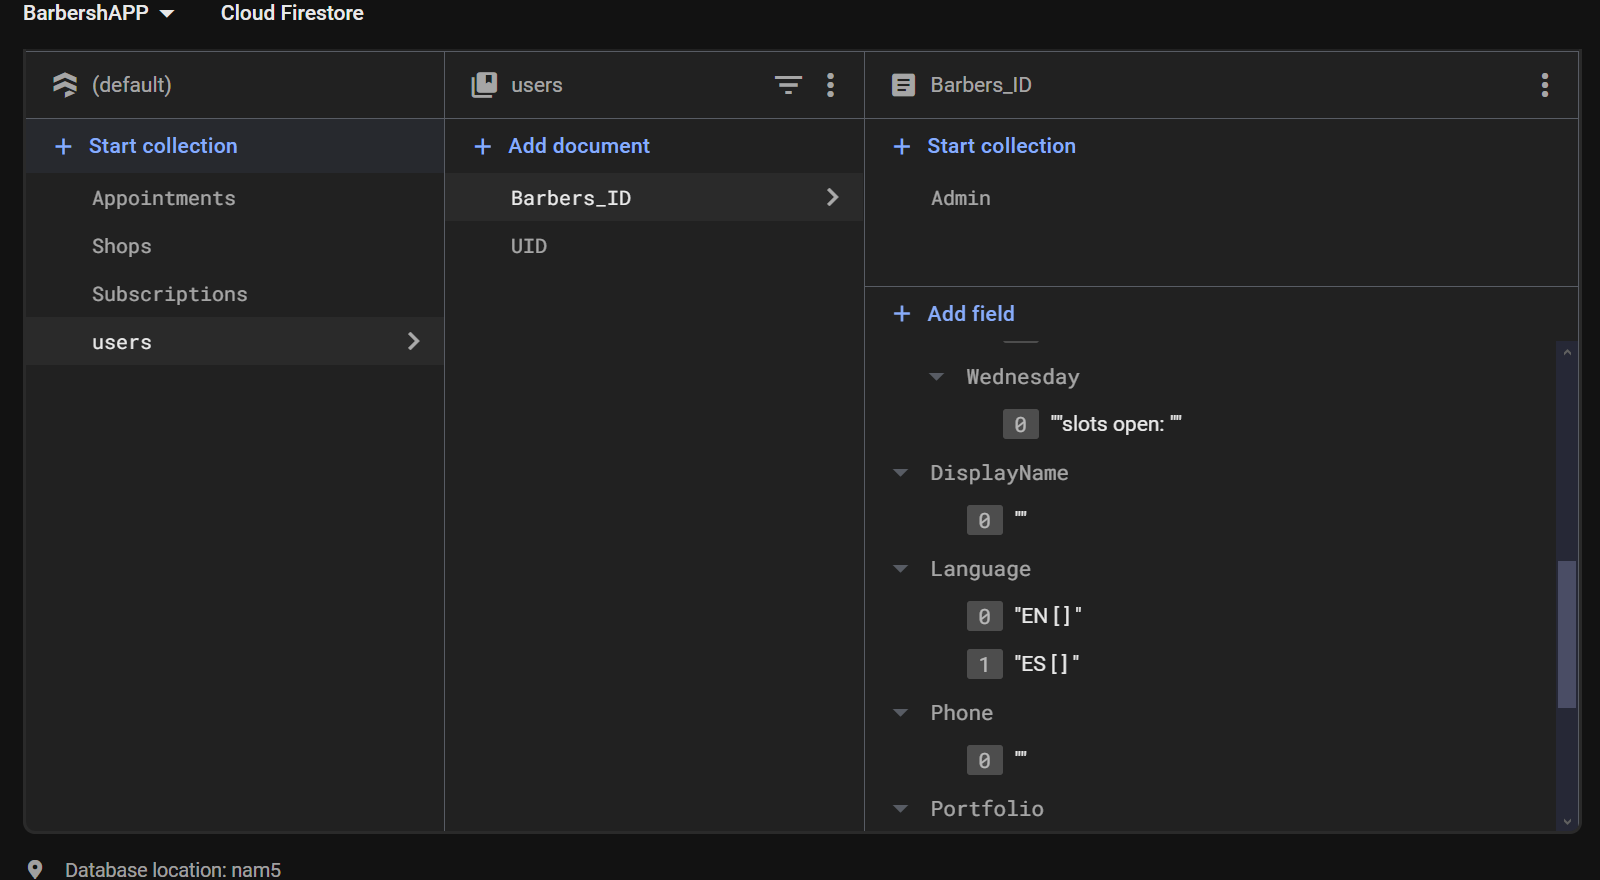 BarbershAPP
Cloud Firestore
(default)
users
Barbers_ID
+ Start collection
+ Add document
+ Start collection
Appointments
Barbers_ID
Admin
Shops
UID
Subscriptions
+ Add field
users
Wednesday
0 ""slots open: ""
DisplayName
0 ""
Language
0 "EN [ ] "
1 "ES [ ] "
Phone
0 ""
Portfolio
Database location: nam5